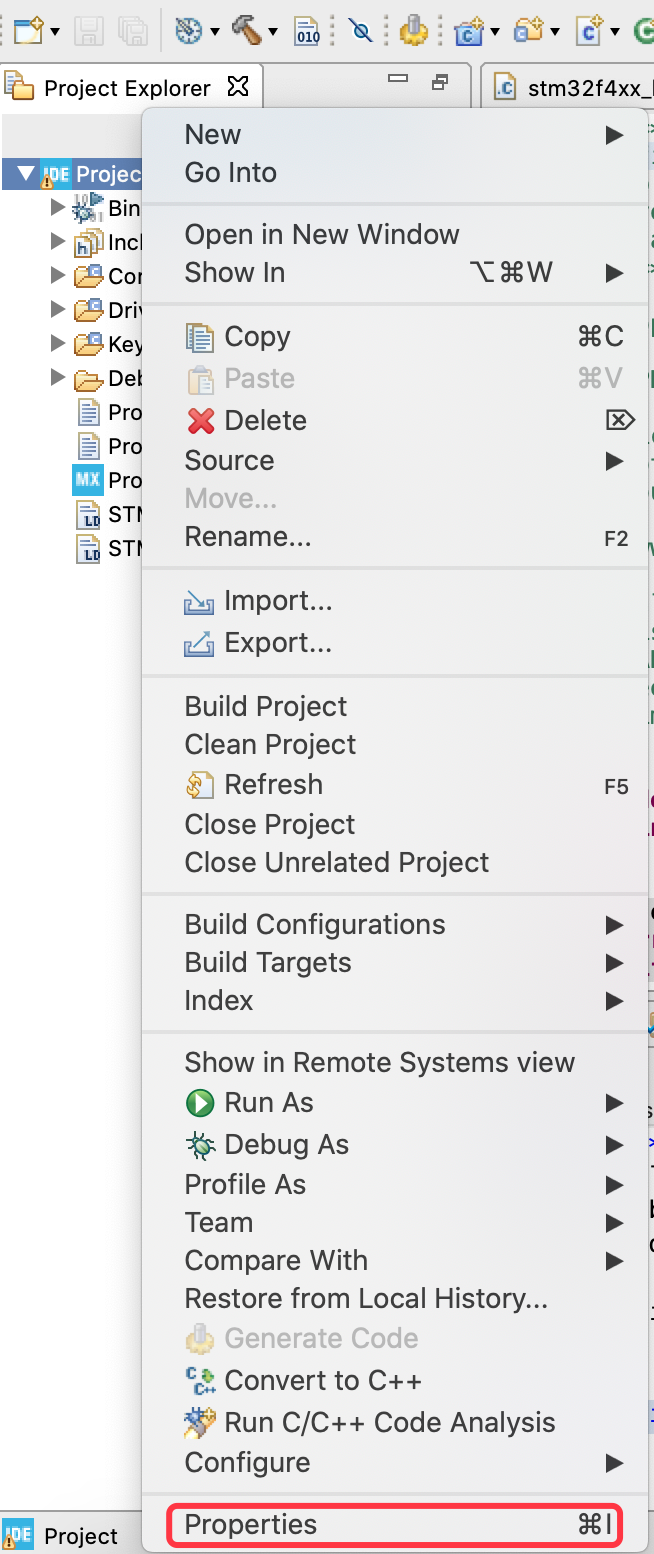 010
Project Explorer
stm32f4xx_
New
IDE Projec
Go Into
Bin
Incl
Open in New Window
Show In ⌥⌘W
Driv
Copy ⌘C
Key
Paste ⌘V
Deb
Delete ⌦
Pro
Source
Pro
MX Pro
Move...
STM
Rename... F2
STM
Import...
Export...
Build Project
Clean Project
Refresh F5
Close Project
Close Unrelated Project
Build Configurations
Build Targets
Index
Show in Remote Systems view
Run As
Debug As
Profile As
Team
Compare With
Restore from Local History...
Generate Code
Convert to C++
Run C/C++ Code Analysis
Configure
Properties ⌘I
IDE Project